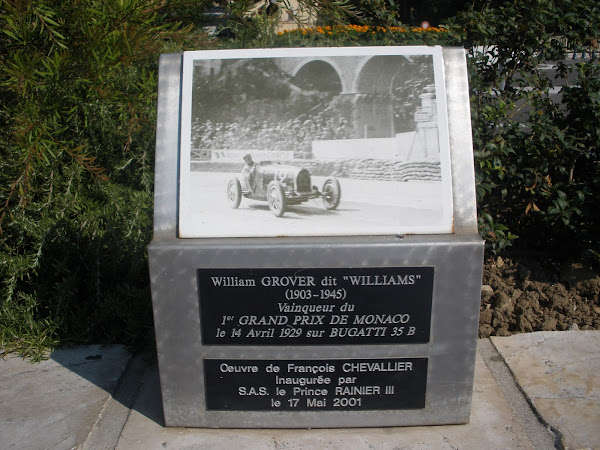 William GROVER dit "WILLIAMS"
(1903-1945)
Vainqueur du
1er GRAND PRIX DE MONACO
le 14 Avril 1929 sur BUGATTI 35 B
Œuvre de François CHEVALLIER
Inaugurée par
S.A.S. le Prince RAINIER III
le 17 Mai 2001